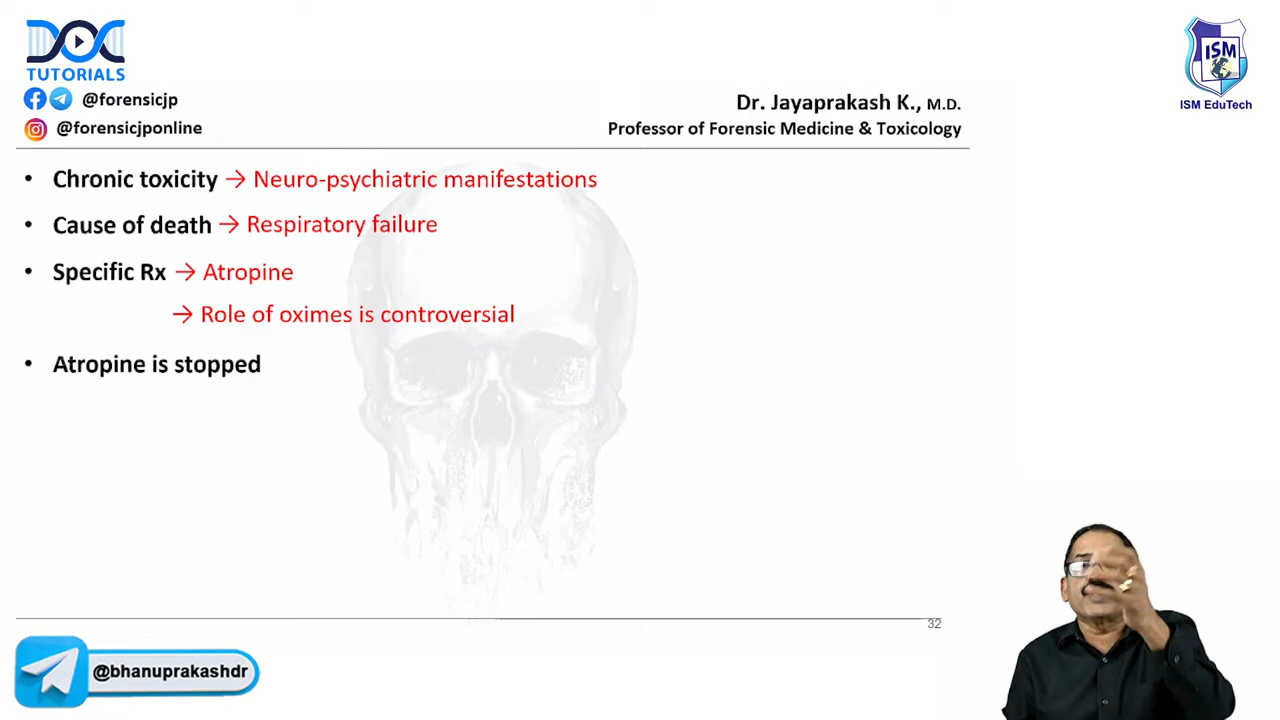 TUTORIALS
@forensicjp
@forensicjponline
Dr. Jayaprakash K., M.D.
Professor of Forensic Medicine & Toxicology
ISM
ISM EduTech
• Chronic toxicity → Neuro-psychiatric manifestations
• Cause of death → Respiratory failure
• Specific Rx → Atropine
→ Role of oximes is controversial
• Atropine is stopped
32
@bhanuprakashdr